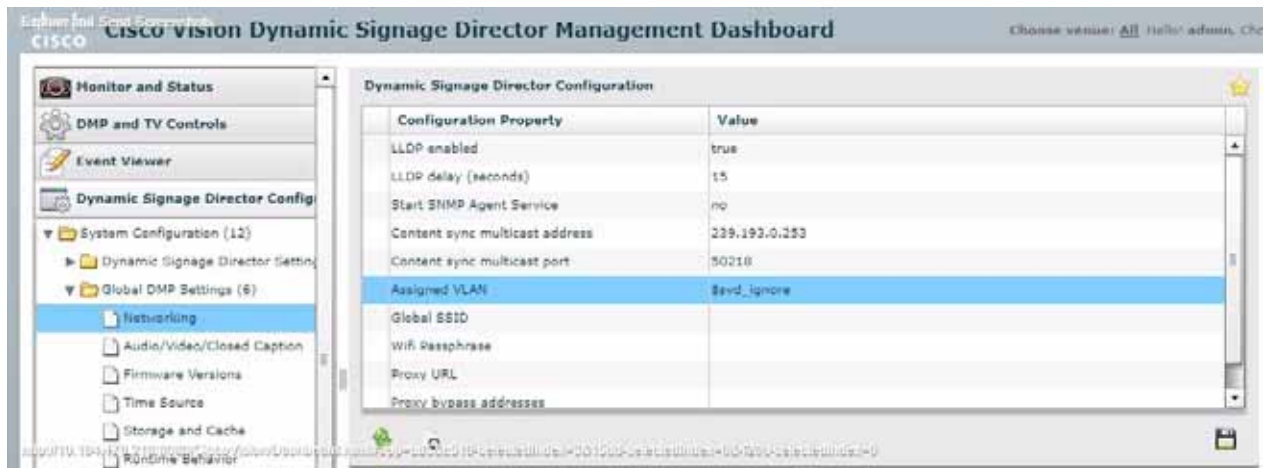 CISCO Cisco Vision Dynamic Signage Director Management Dashboard
Choose venue: All Hello! admin,
Monitor and Status
DMP and TV Controls
Event Viewer
Dynamic Signage Director Config
System Configuration (12)
Dynamic Signage Director Setting
Global DMP Settings (6)
Networking
Audio/Video/Closed Caption
Firmware Versions
Time Source
Storage and Cache
Runtime Behavior
Dynamic Signage Director Configuration
Configuration Property Value
LLDP enabled true
LLDP delay (seconds) 15
Start SNMP Agent Service no
Content sync multicast address 239.193.0.253
Content sync multicast port 50218
Assigned VLAN $svd_ignore
Global SSID
Wifi Passphrase
Proxy URL
Proxy bypass addresses